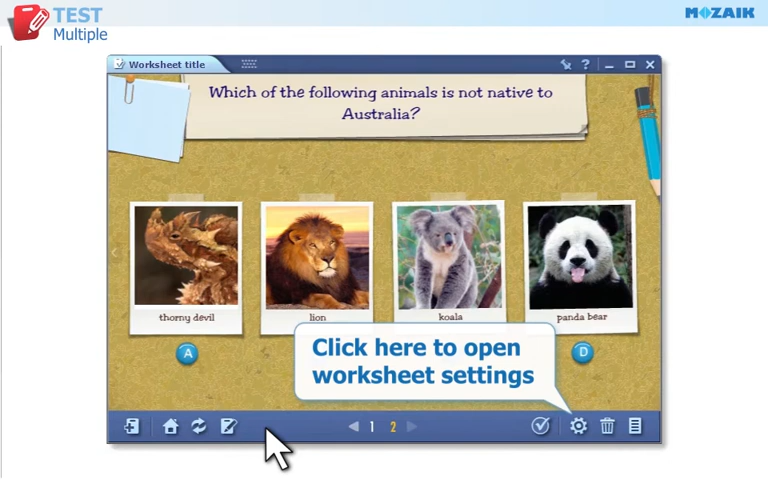 TEST
Multiple
MOZAIK
Worksheet title
?
Which of the following animals is not native to
Australia?
thorny devil
lion
koala
panda bear
A
D
Click here to open
worksheet settings
1
2